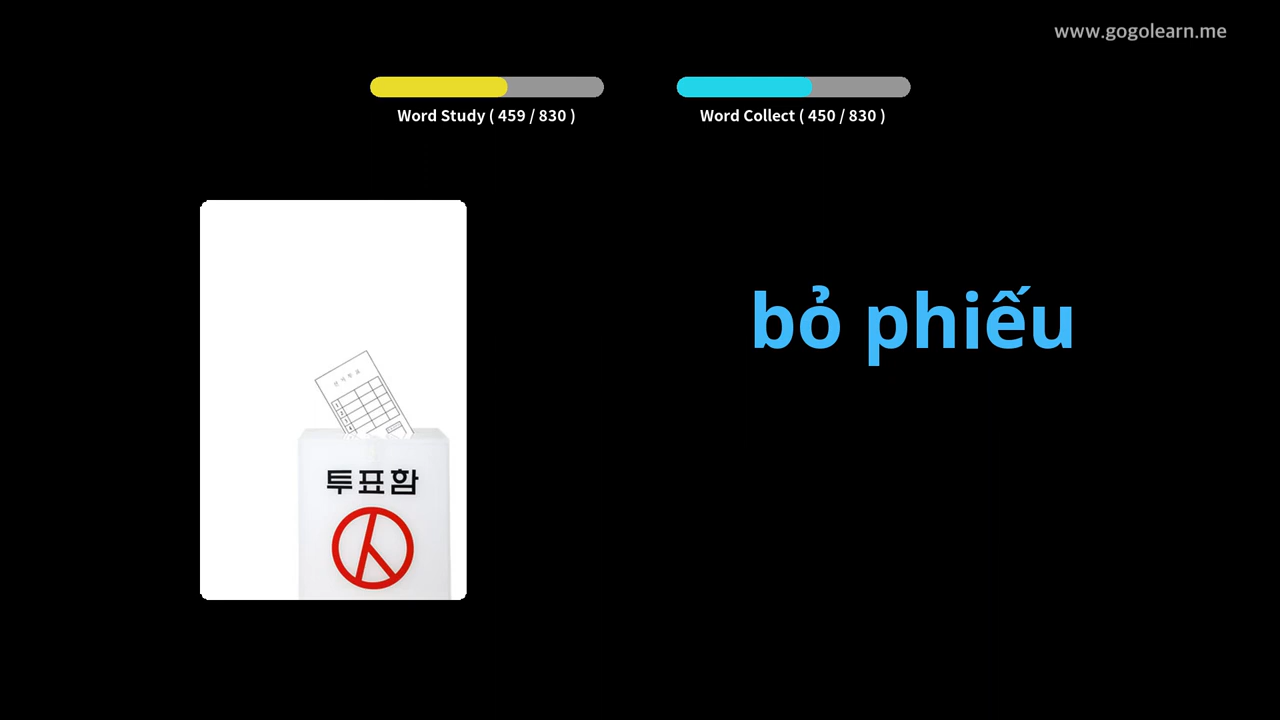 www.gogolearn.me
Word Study ( 459 / 830 )
Word Collect ( 450 / 830 )
bỏ phiếu
투표함